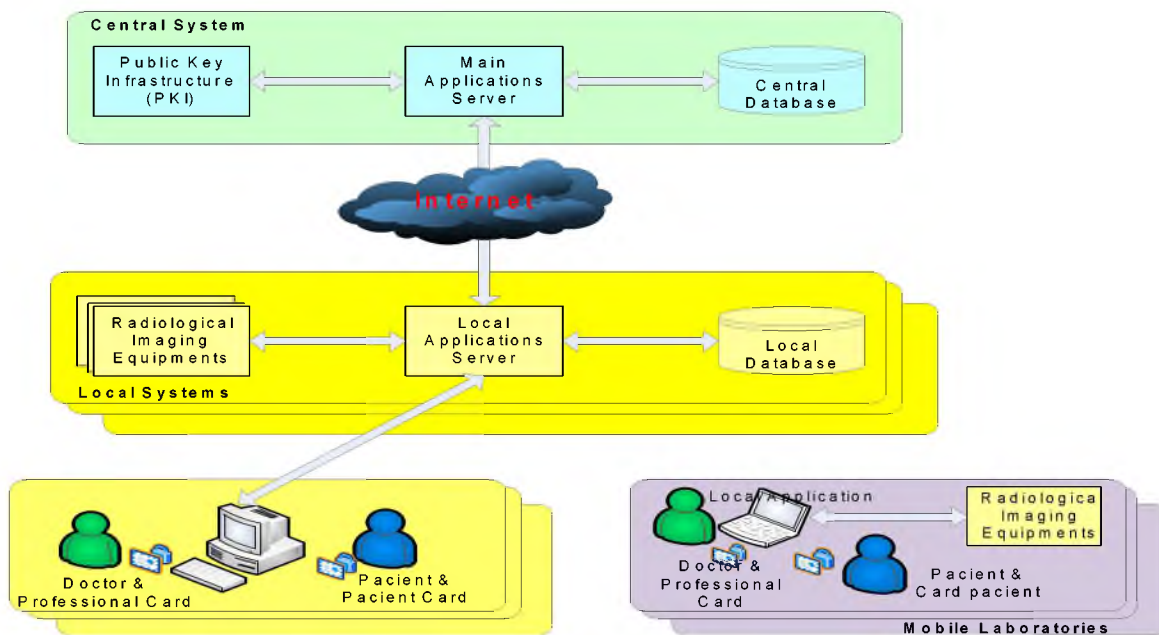 Central System
Public Key
Infrastructure
(PKI)
Main
Applications
Server
Central
Database
Internet
Radiological
Imaging
Equipments
Local
Applications
Server
Local
Database
Local Systems
Doctor &
Professional Card
Pacient &
Pacient Card
Local Application
Radiologica
Imaging
Equipments
Doctor &
Professional
Card
Pacient &
Card pacient
Mobile Laboratories